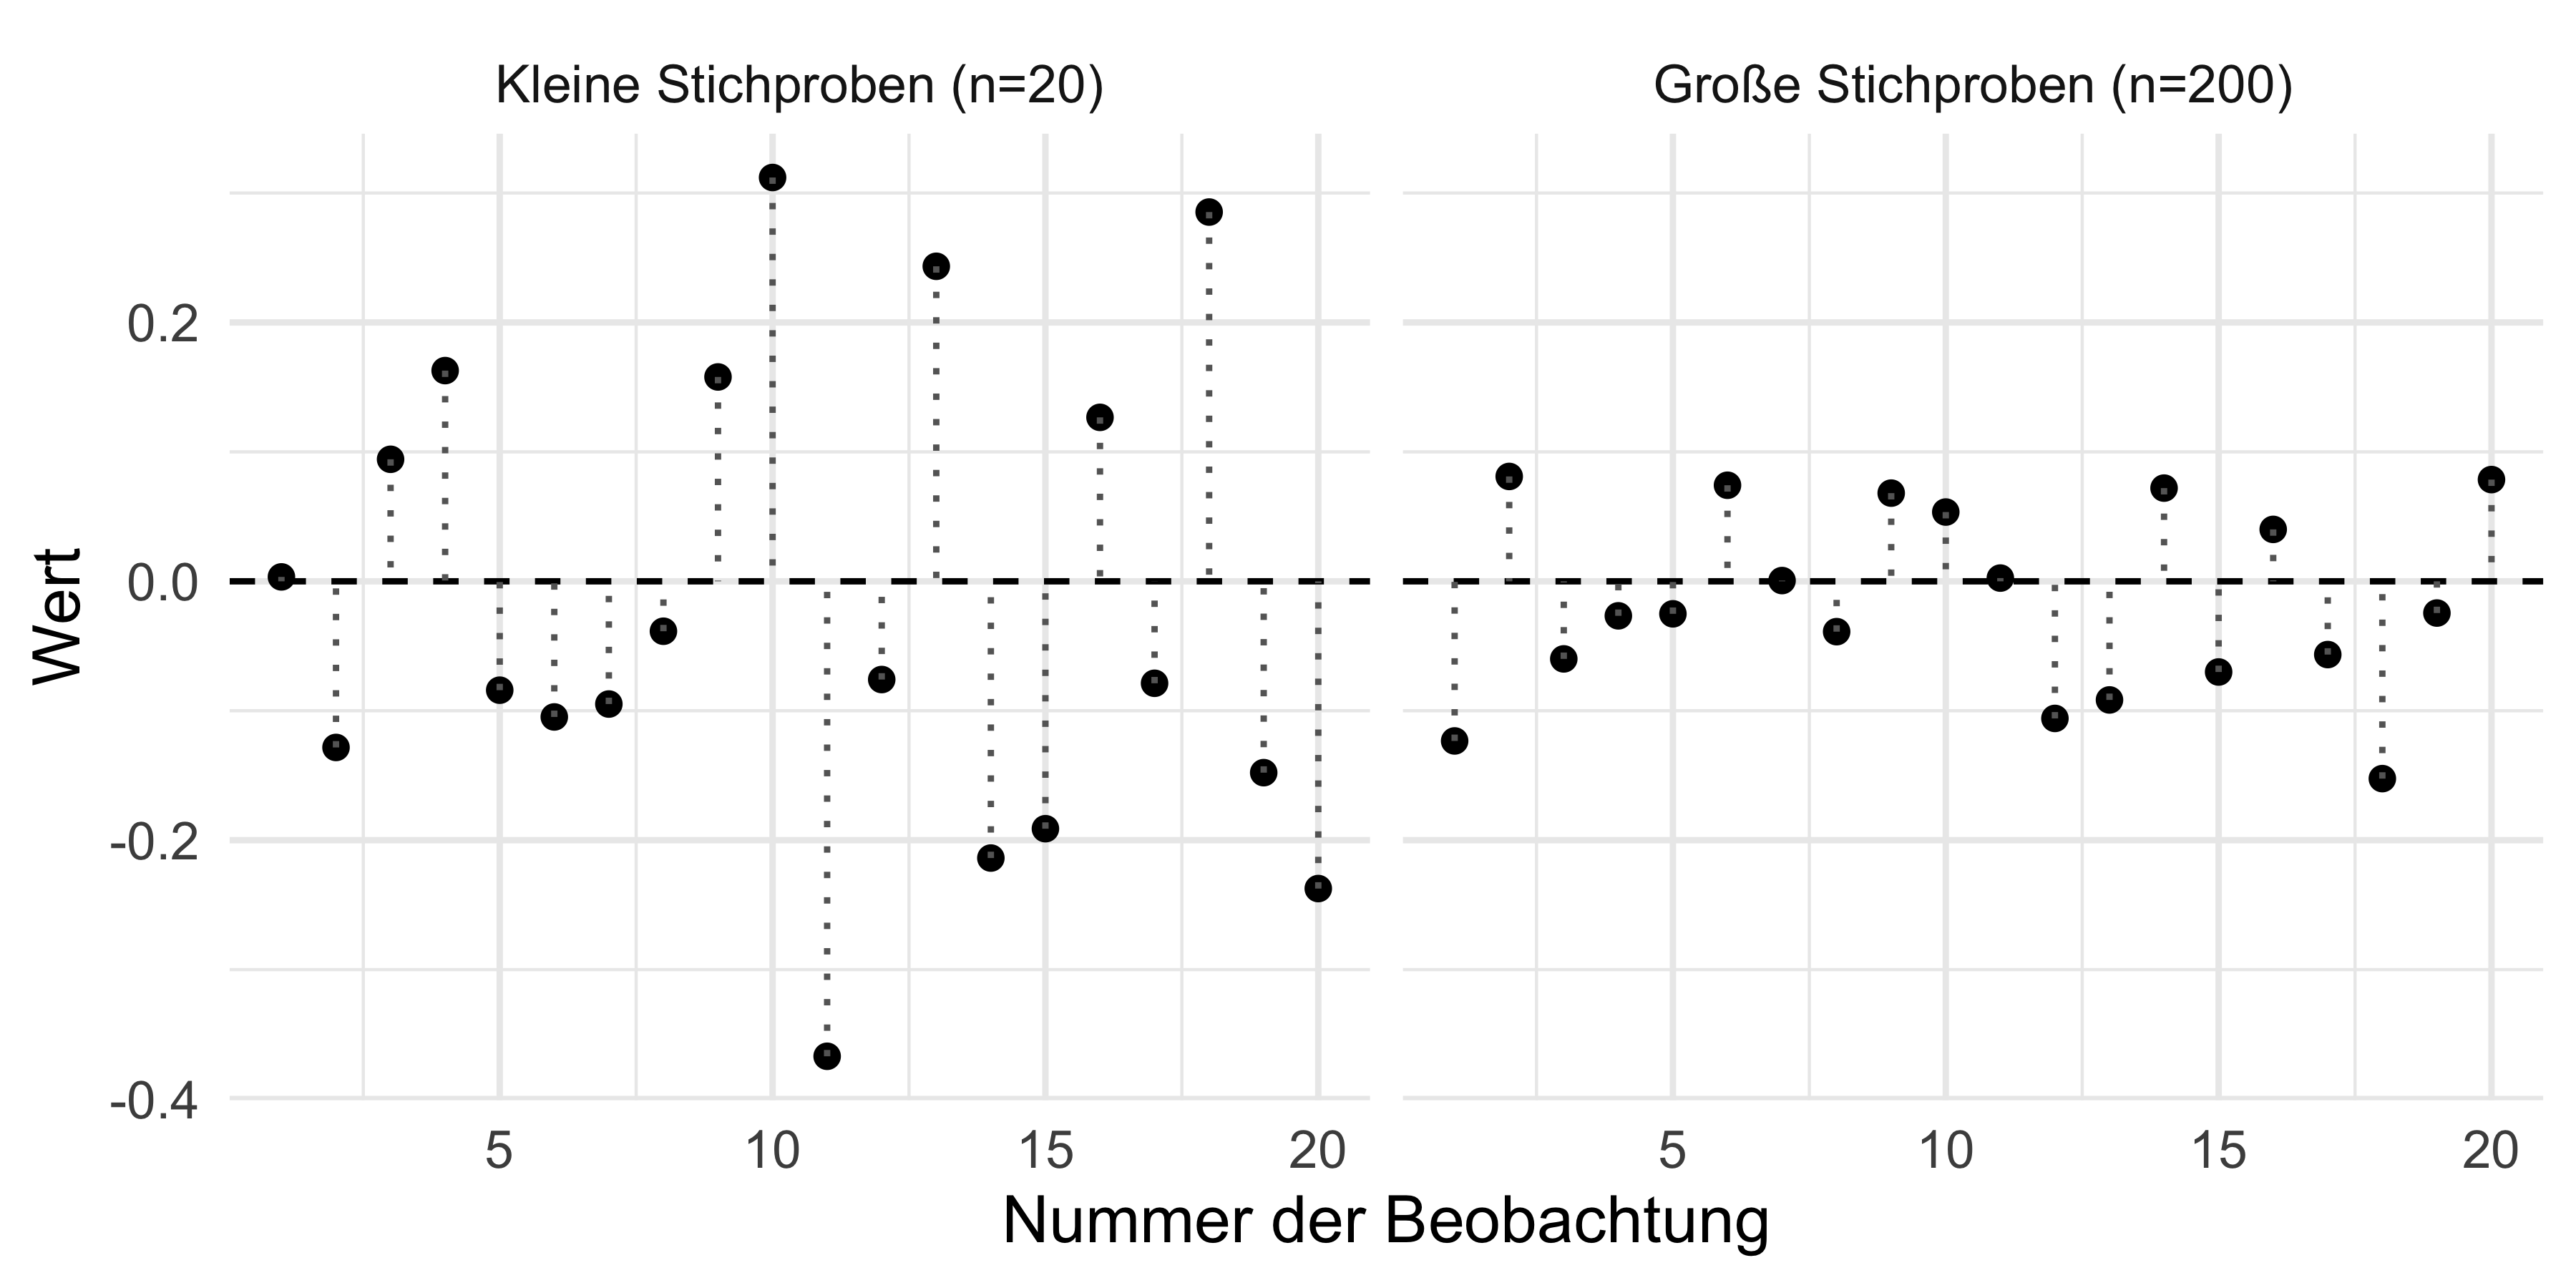 Kleine Stichproben (n=20)
Große Stichproben (n=200)
Wert
0.2
0.0
-0.2
-0.4
5 10 15 20
5 10 15 20
Nummer der Beobachtung